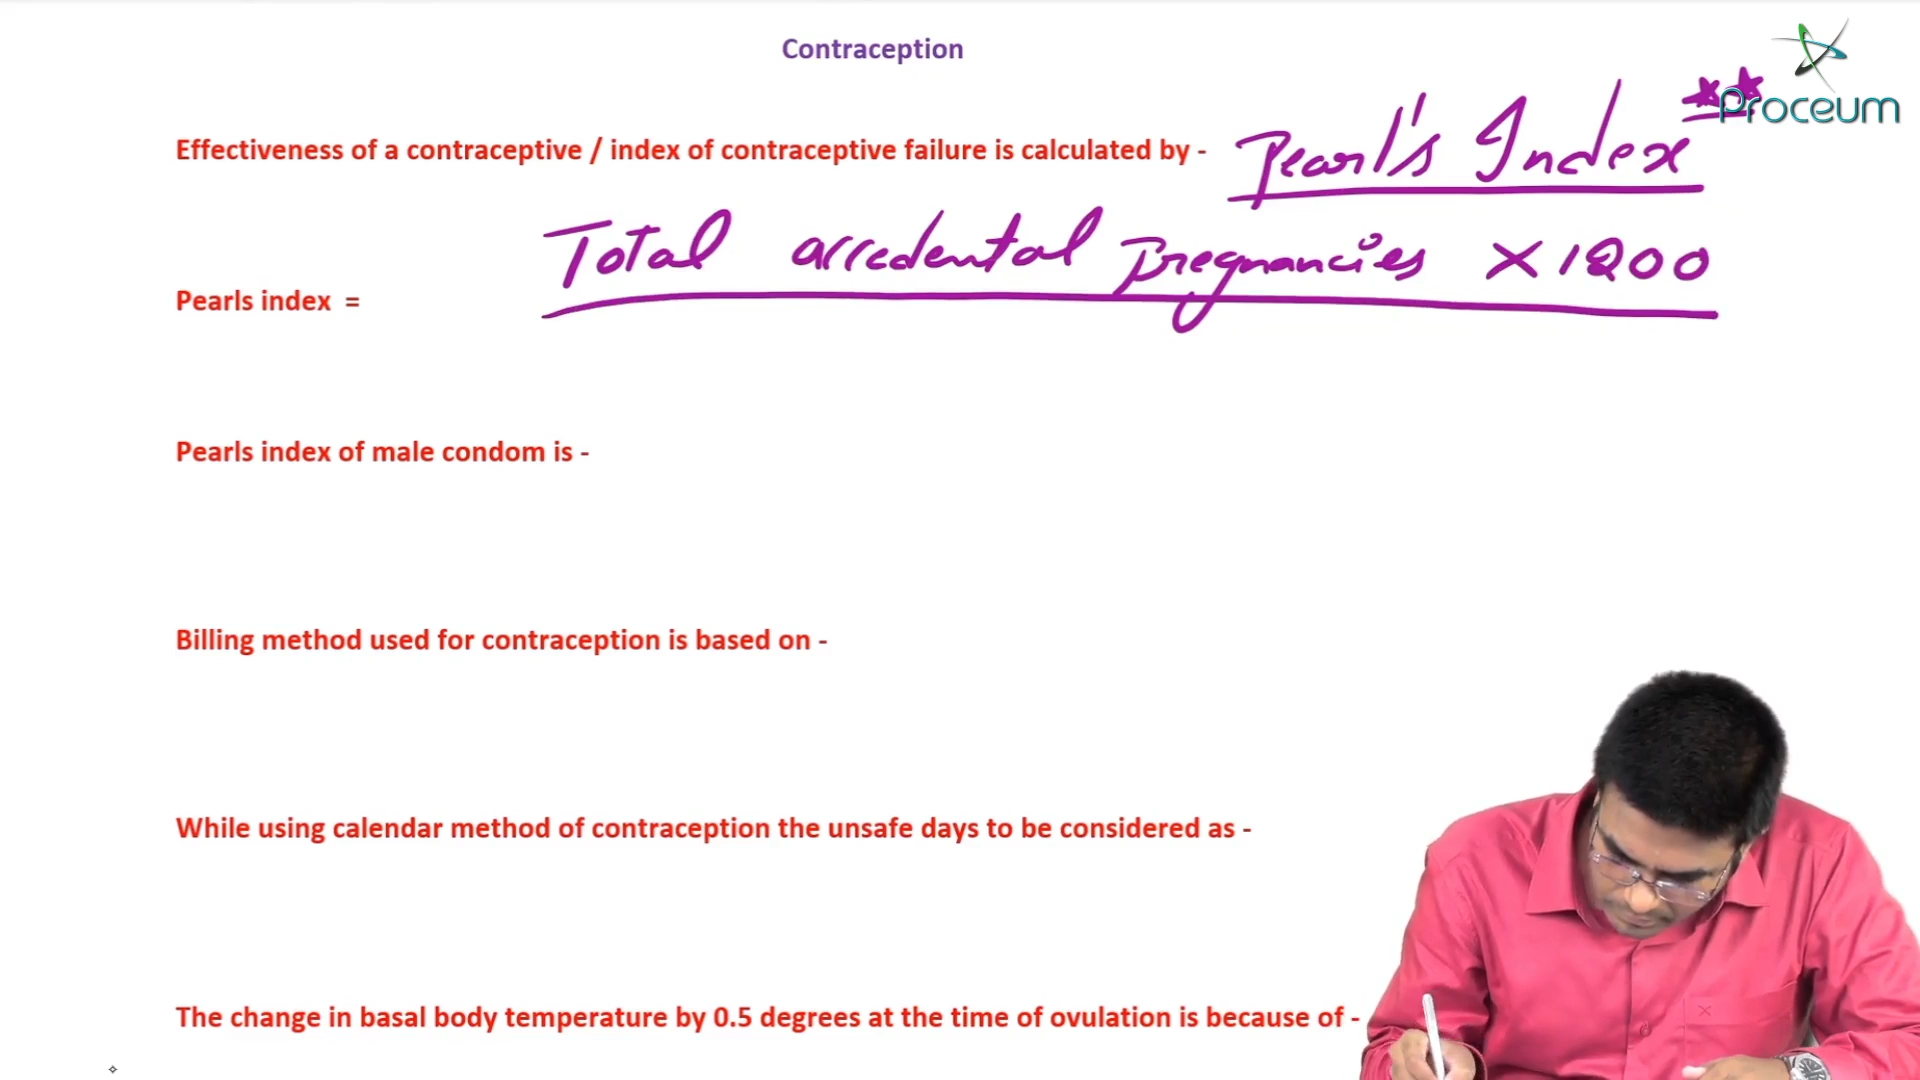 Contraception
Proceum
Effectiveness of a contraceptive / index of contraceptive failure is calculated by - Pearl's Index
Total accedental Pregnancies X 1200
Pearls index =
Pearls index of male condom is -
Billing method used for contraception is based on -
While using calendar method of contraception the unsafe days to be considered as -
The change in basal body temperature by 0.5 degrees at the time of ovulation is because of -